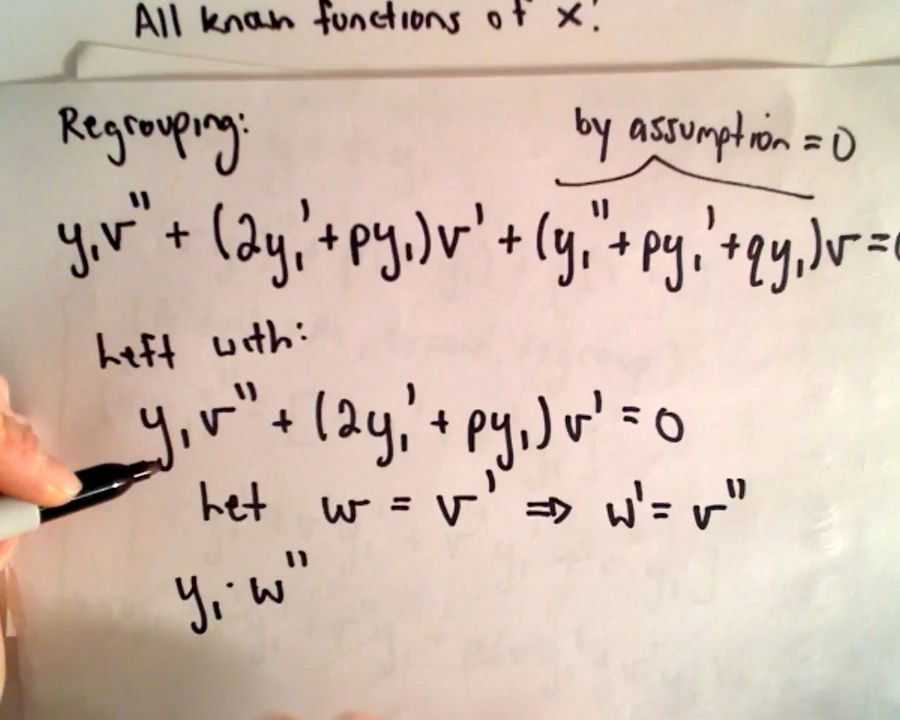 All known functions of x!
Regrouping:
by assumption = 0
y₁v'' + (2y₁' + py₁)v' + (y₁'' + py₁' + qy₁)v = 0
Left with:
y₁v'' + (2y₁' + py₁)v' = 0
Let w = v' ⇒ w' = v''
y₁·w''